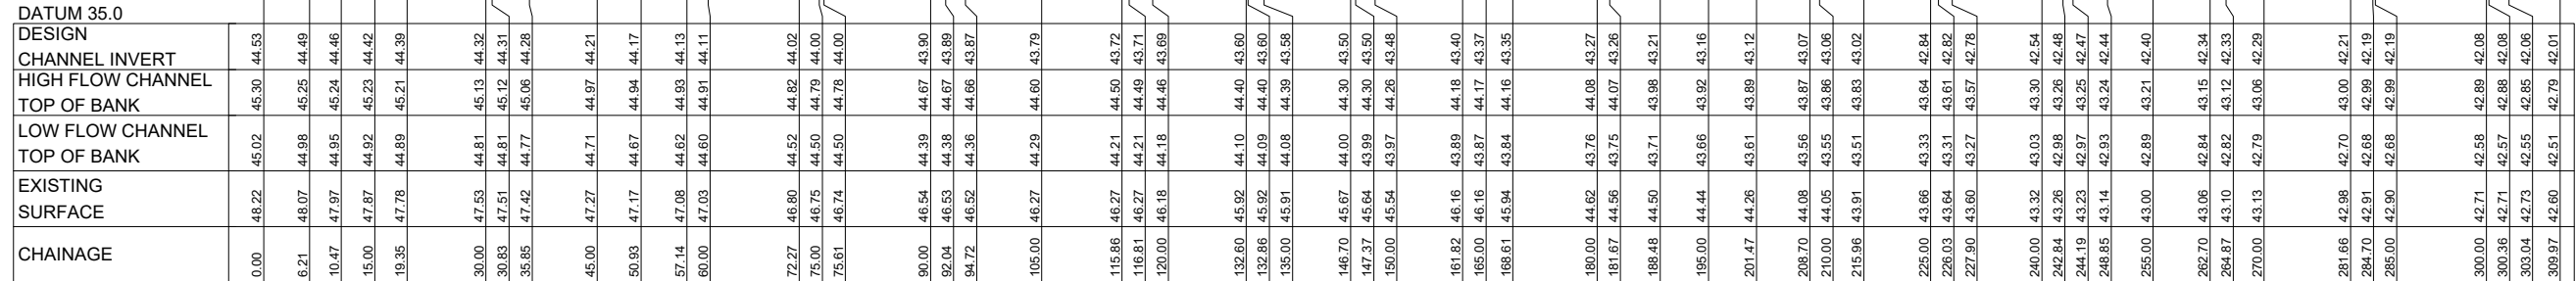 DATUM 35.0
DESIGN
CHANNEL INVERT
44.53 44.49 44.46 44.42 44.39 44.32 44.31 44.28 44.21 44.17 44.13 44.11 44.02 44.00 44.00 43.90 43.89 43.87 43.79 43.72 43.71 43.69 43.60 43.60 43.58 43.50 43.50 43.48 43.40 43.37 43.35 43.27 43.26 43.21 43.16 43.12 43.07 43.06 43.02 42.84 42.82 42.78 42.54 42.48 42.47 42.44 42.40 42.34 42.33 42.29 42.21 42.19 42.19 42.08 42.08 42.06 42.01
HIGH FLOW CHANNEL
TOP OF BANK
45.30 45.25 45.24 45.23 45.21 45.13 45.12 45.06 44.97 44.94 44.93 44.91 44.82 44.79 44.78 44.67 44.67 44.66 44.60 44.50 44.49 44.46 44.40 44.40 44.39 44.30 44.30 44.26 44.18 44.17 44.16 44.08 44.07 43.98 43.92 43.89 43.87 43.86 43.83 43.64 43.61 43.57 43.30 43.26 43.25 43.24 43.21 43.15 43.12 43.06 43.00 42.99 42.99 42.89 42.88 42.85 42.79
LOW FLOW CHANNEL
TOP OF BANK
45.02 44.98 44.95 44.92 44.89 44.81 44.81 44.77 44.71 44.67 44.62 44.60 44.52 44.50 44.50 44.39 44.38 44.36 44.29 44.21 44.21 44.18 44.10 44.09 44.08 44.00 43.99 43.97 43.89 43.87 43.84 43.76 43.75 43.71 43.66 43.61 43.56 43.55 43.51 43.33 43.31 43.27 43.03 42.98 42.97 42.93 42.89 42.84 42.82 42.79 42.70 42.68 42.68 42.58 42.57 42.55 42.51
EXISTING
SURFACE
48.22 48.07 47.97 47.87 47.78 47.53 47.51 47.42 47.27 47.17 47.08 47.03 46.80 46.75 46.74 46.54 46.53 46.52 46.27 46.27 46.27 46.18 45.92 45.92 45.91 45.67 45.64 45.54 46.16 46.16 45.94 44.62 44.56 44.50 44.44 44.26 44.08 44.05 43.91 43.66 43.64 43.60 43.32 43.26 43.23 43.14 43.00 43.06 43.10 43.13 42.98 42.91 42.90 42.71 42.71 42.73 42.60
CHAINAGE
0.00 6.21 10.47 15.00 19.35 30.00 30.83 35.85 45.00 50.93 57.14 60.00 72.27 75.00 75.61 90.00 92.04 94.72 105.00 115.86 116.81 120.00 132.60 132.86 135.00 146.70 147.37 150.00 161.82 165.00 168.61 180.00 181.67 188.48 195.00 201.47 208.70 210.00 215.96 225.00 226.03 227.90 240.00 242.84 244.19 248.85 255.00 262.70 264.87 270.00 281.66 284.70 285.00 300.00 300.36 303.04 309.97